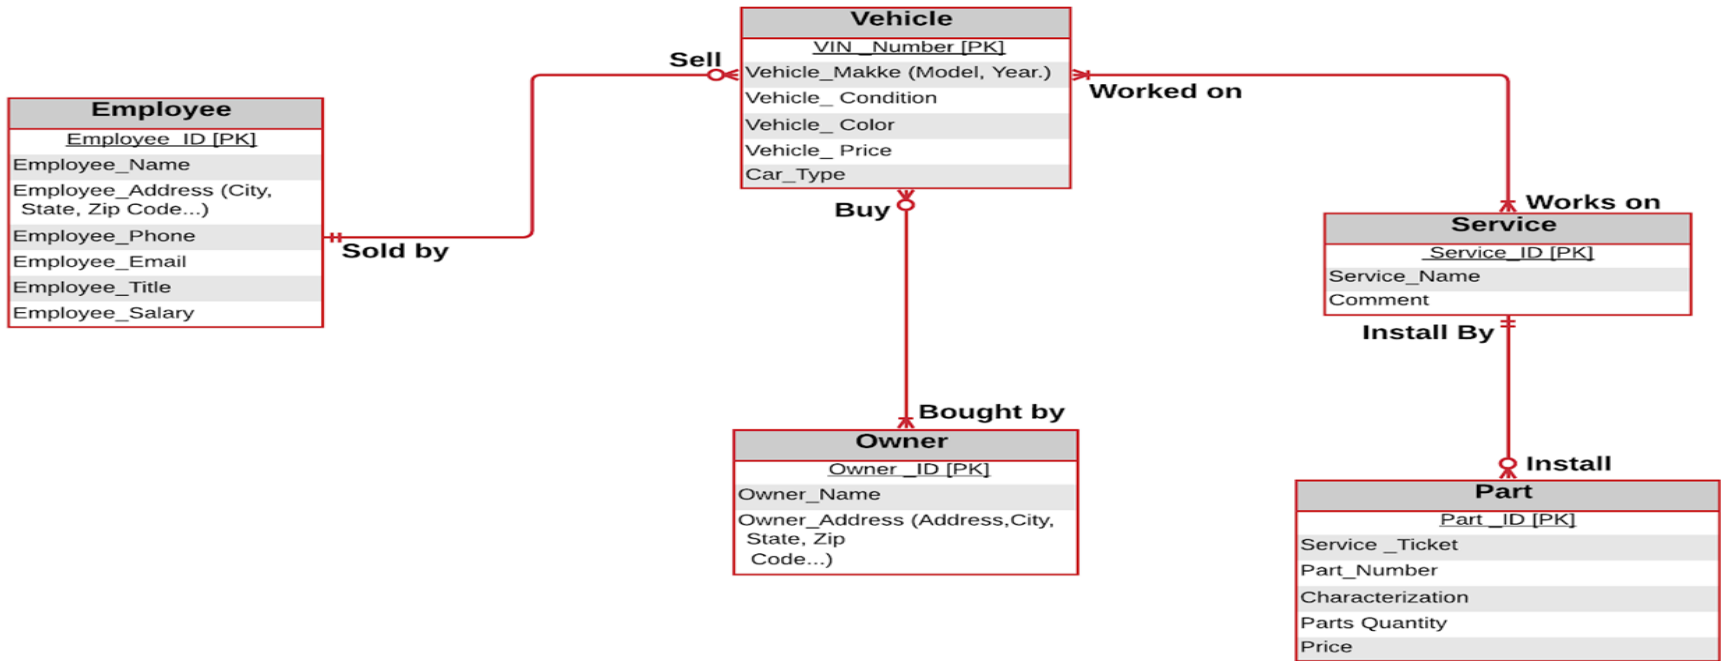 Vehicle
VIN _Number [PK]
Vehicle_Makke (Model, Year.)
Vehicle_ Condition
Vehicle_ Color
Vehicle_ Price
Car_Type
Sell
Worked on
Buy
Employee
Employee_ID [PK]
Employee_Name
Employee_Address (City,
State, Zip Code...)
Employee_Phone
Employee_Email
Employee_Title
Employee_Salary
Sold by
Works on
Service
Service_ID [PK]
Service_Name
Comment
Install By
Bought by
Owner
Owner _ID [PK]
Owner_Name
Owner_Address (Address,City,
State, Zip
Code...)
Install
Part
Part _ID [PK]
Service _Ticket
Part_Number
Characterization
Parts Quantity
Price